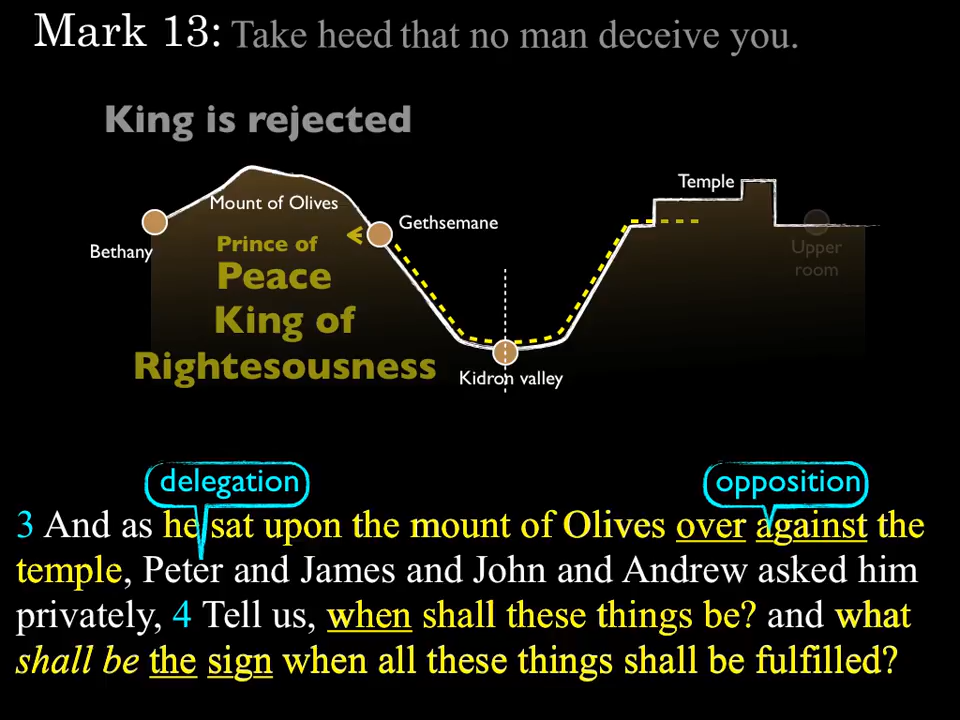 Mark 13: Take heed that no man deceive you.
King is rejected
Temple
Mount of Olives
Gethsemane
Bethany
Prince of
Peace
King of
Rightesousness
Upper
room
Kidron valley
delegation
opposition
3 And as he sat upon the mount of Olives over against the
temple, Peter and James and John and Andrew asked him
privately, 4 Tell us, when shall these things be? and what
shall be the sign when all these things shall be fulfilled?